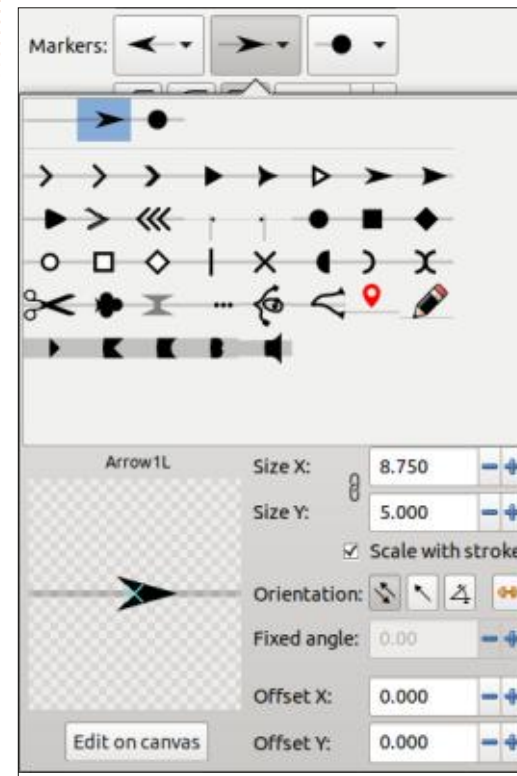 Markers:
Arrow1L
Size X: 8.750
Size Y: 5.000
Scale with stroke
Orientation:
Fixed angle: 0.00
Offset X: 0.000
Edit on canvas Offset Y: 0.000